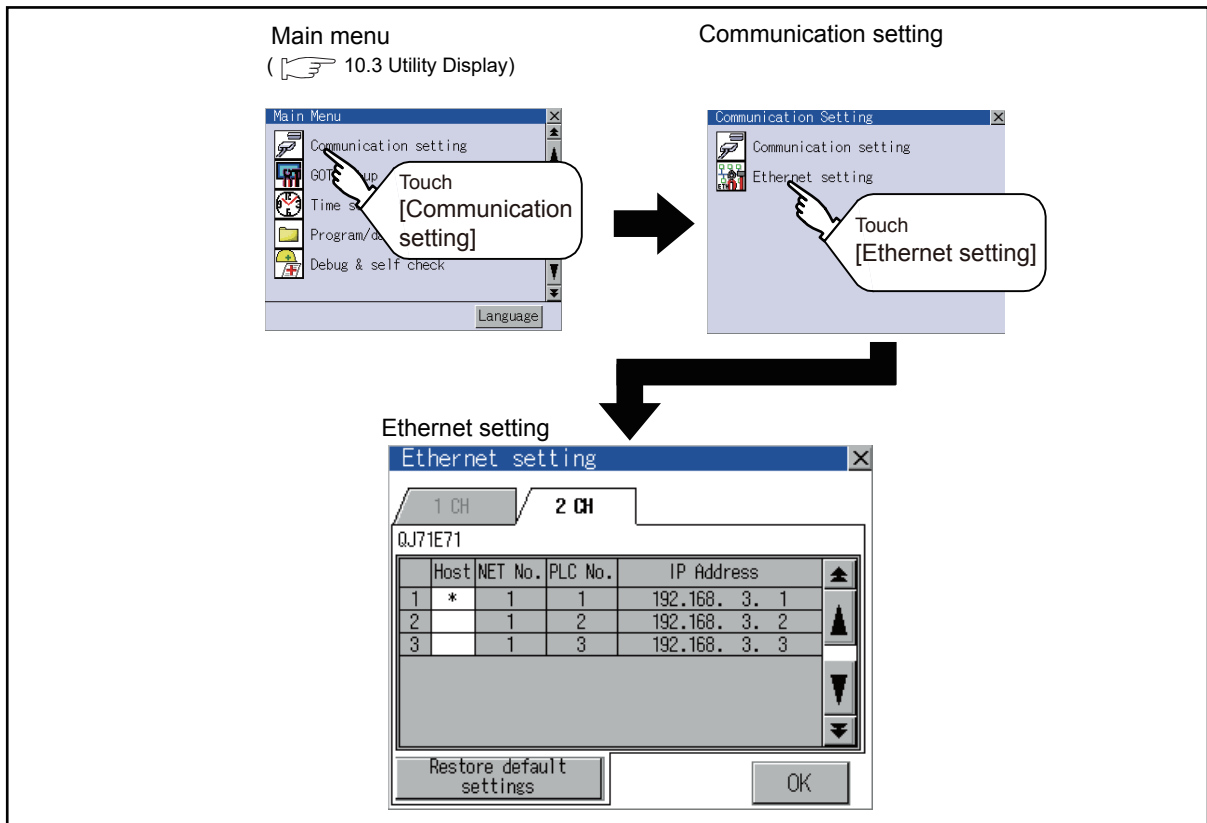 Main menu
( 10.3 Utility Display)
Communication setting
Main Menu
Communication setting
GOT up
Time s
Program/da
Debug & self check
Language
Touch
[Communication
setting]
Communication Setting
Communication setting
Ethernet setting
Touch
[Ethernet setting]
Ethernet setting
Ethernet setting
1 CH 2 CH
QJ71E71
Host NET No. PLC No. IP Address
1 * 1 1 192.168. 3. 1
2 1 2 192.168. 3. 2
3 1 3 192.168. 3. 3
Restore default
settings
OK